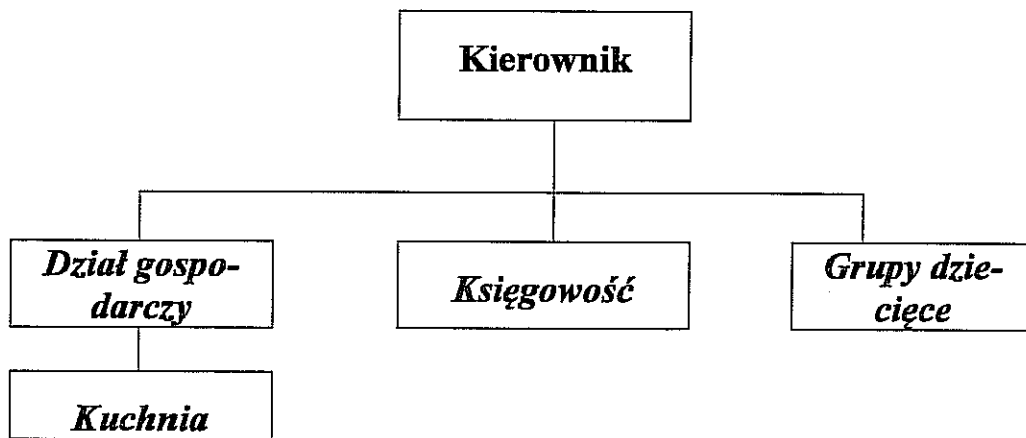 Kierownik
Dział gospo-
darczy
Księgowość
Grupy dzie-
cięce
Kuchnia